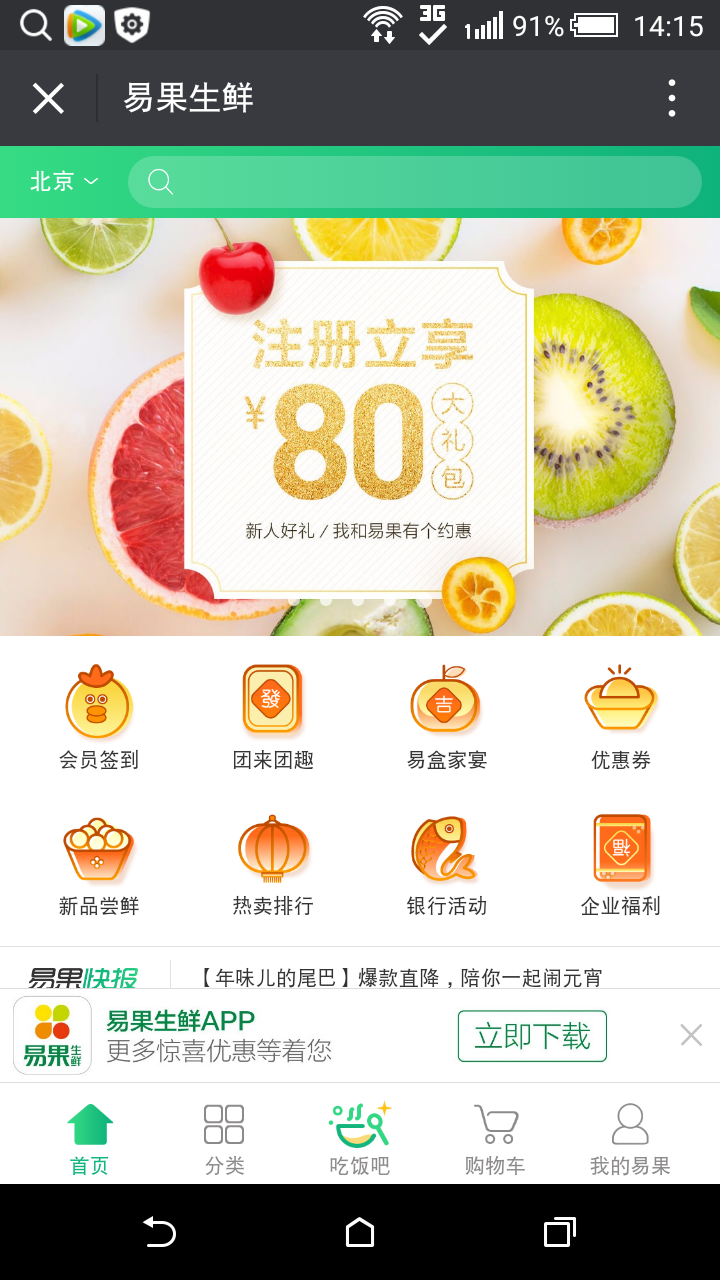 3G 91% 14:15
易果生鲜
北京
注册立享
¥80大礼包
新人好礼 / 我和易果有个约惠
發
吉
会员签到 团来团趣 易盒家宴 优惠券
福
新品尝鲜 热卖排行 银行活动 企业福利
易果快报 【年味儿的尾巴】爆款直降，陪你一起闹元宵
易果生鲜
易果生鲜APP
更多惊喜优惠等着您
立即下载
首页 分类 吃饭吧 购物车 我的易果